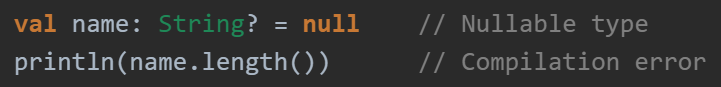 val name: String? = null    // Nullable type
println(name.length())      // Compilation error